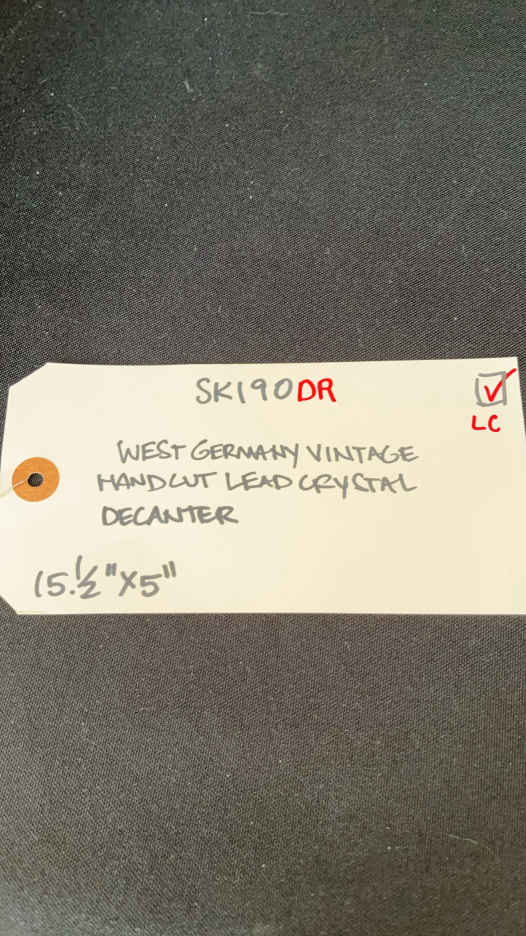 SK190DR
LC
WEST GERMANY VINTAGE
HANDCUT LEAD CRYSTAL
DECANTER
15.½"X5"